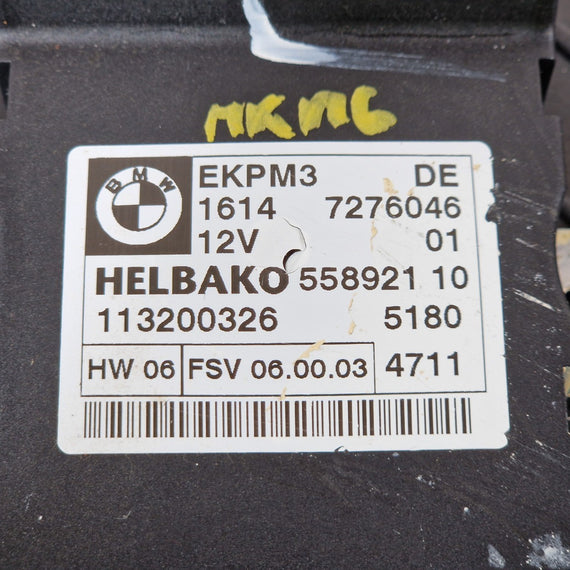 MKM6
BMW
EKPM3 DE
1614 7276046
12V 01
HELBAKO 558921 10
113200326 5180
HW 06 FSV 06.00.03 4711